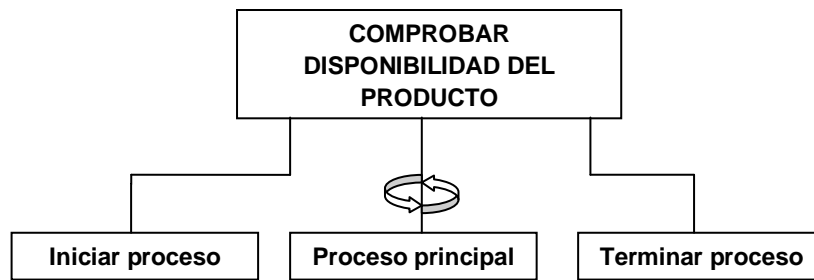 COMPROBAR
DISPONIBILIDAD DEL
PRODUCTO
Iniciar proceso
Proceso principal
Terminar proceso